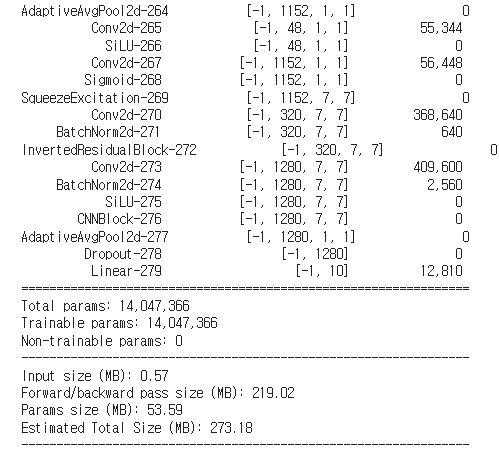 AdaptiveAvgPool2d-264 [-1, 1152, 1, 1] 0
Conv2d-265 [-1, 48, 1, 1] 55,344
SiLU-266 [-1, 48, 1, 1] 0
Conv2d-267 [-1, 1152, 1, 1] 56,448
Sigmoid-268 [-1, 1152, 1, 1] 0
SqueezeExcitation-269 [-1, 1152, 7, 7] 0
Conv2d-270 [-1, 320, 7, 7] 368,640
BatchNorm2d-271 [-1, 320, 7, 7] 640
InvertedResidualBlock-272 [-1, 320, 7, 7] 0
Conv2d-273 [-1, 1280, 7, 7] 409,600
BatchNorm2d-274 [-1, 1280, 7, 7] 2,560
SiLU-275 [-1, 1280, 7, 7] 0
CNNBlock-276 [-1, 1280, 7, 7] 0
AdaptiveAvgPool2d-277 [-1, 1280, 1, 1] 0
Dropout-278 [-1, 1280] 0
Linear-279 [-1, 10] 12,810
================================================================
Total params: 14,047,366
Trainable params: 14,047,366
Non-trainable params: 0
----------------------------------------------------------------
Input size (MB): 0.57
Forward/backward pass size (MB): 219.02
Params size (MB): 53.59
Estimated Total Size (MB): 273.18
----------------------------------------------------------------